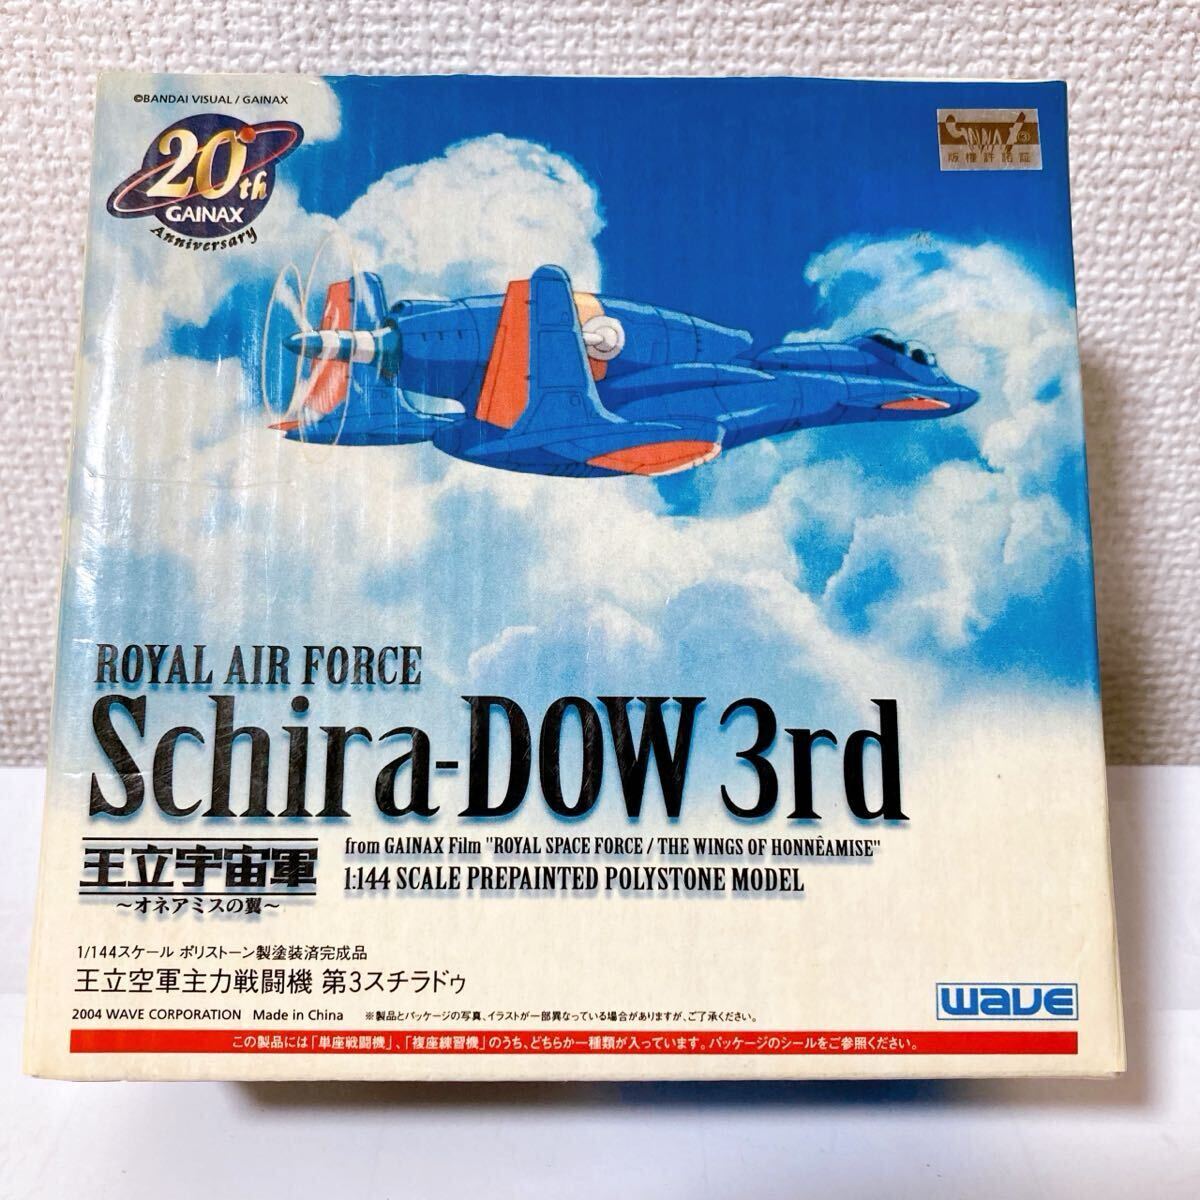 ©BANDAI VISUAL / GAINAX
20th
GAINAX
Anniversary
版権許諾証
ROYAL AIR FORCE
Schira-DOW 3rd
王立宇宙軍
～オネアミスの翼～
from GAINAX Film "ROYAL SPACE FORCE / THE WINGS OF HONNÊAMISE"
1:144 SCALE PREPAINTED POLYSTONE MODEL
1/144スケール ポリストーン製塗装済完成品
王立空軍主力戦闘機 第3スチラドゥ
2004 WAVE CORPORATION Made in China ※製品とパッケージの写真、イラストが一部異なっている場合がありますが、ご了承ください。
WAVE
この製品には「単座戦闘機」、「複座練習機」のうち、どちらか一種類が入っています。パッケージのシールをご参照ください。